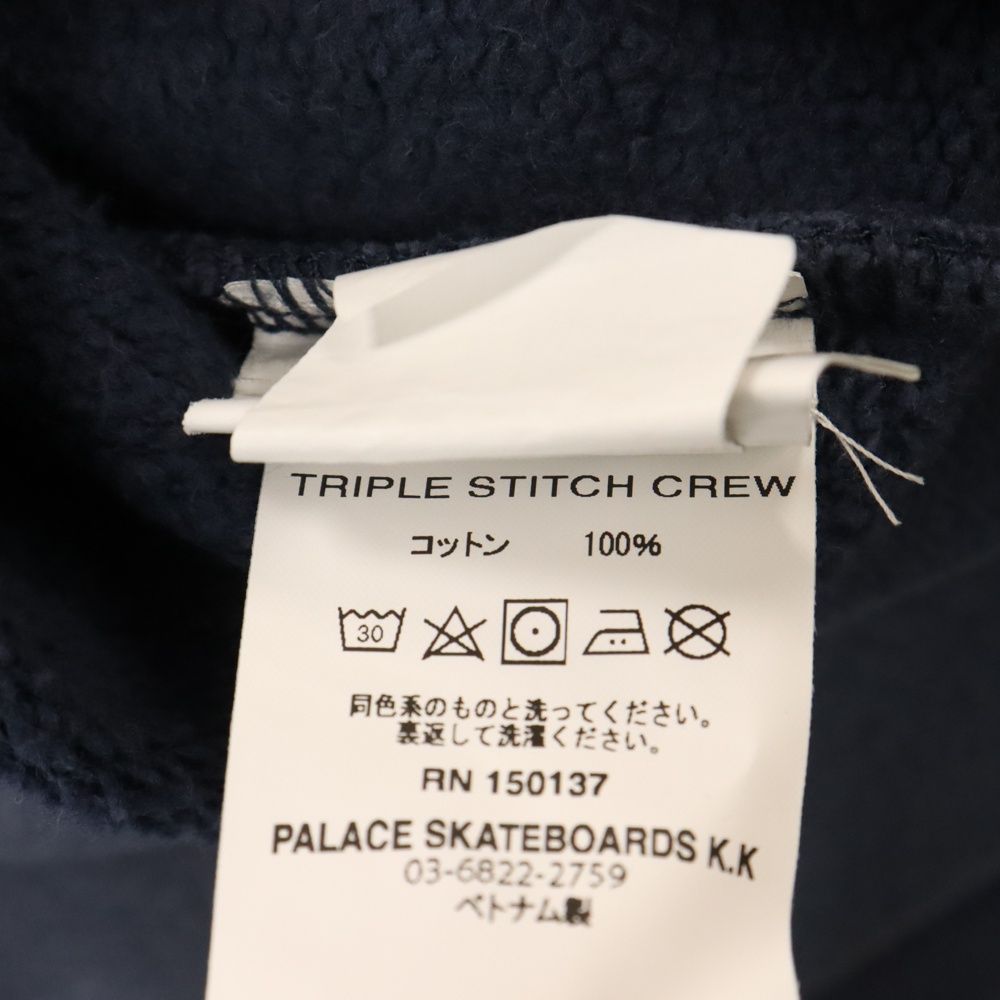 TRIPLE STITCH CREW
コットン 100%
30
同色系のものと洗ってください。
裏返して洗濯ください。
RN 150137
PALACE SKATEBOARDS K.K
03-6822-2759
ベトナム製